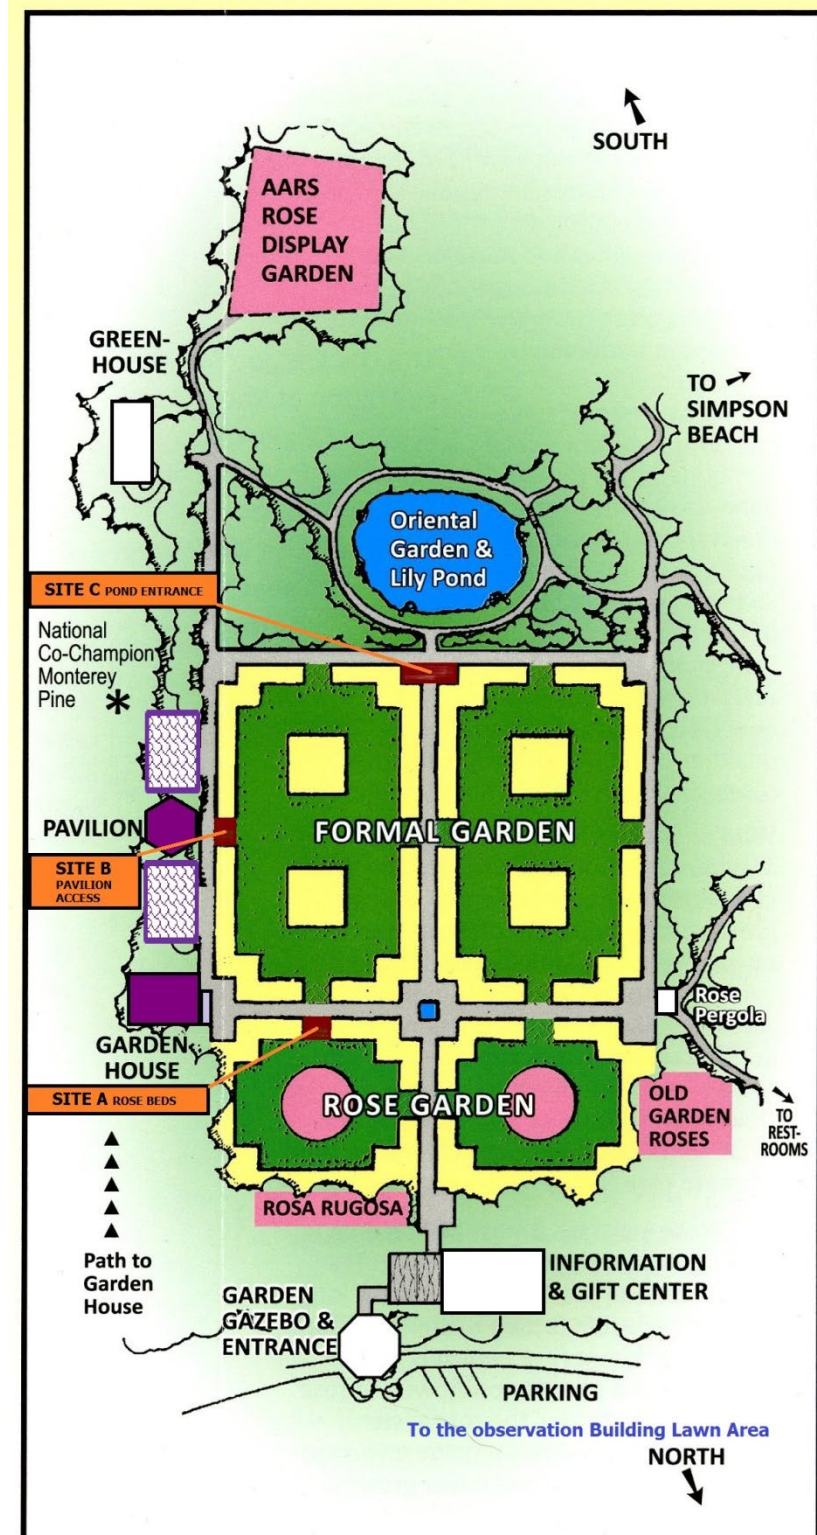 SOUTH
AARS
ROSE
DISPLAY
GARDEN
GREEN-
HOUSE
TO
SIMPSON
BEACH
Oriental
Garden &
Lily Pond
SITE C POND ENTRANCE
National
Co-Champion
Monterey
Pine *
PAVILION
FORMAL GARDEN
SITE B
PAVILION
ACCESS
Rose
Pergola
GARDEN
HOUSE
SITE A ROSE BEDS
ROSE GARDEN
OLD
GARDEN
ROSES
TO
REST-
ROOMS
ROSA RUGOSA
Path to
Garden
House
INFORMATION
& GIFT CENTER
GARDEN
GAZEBO &
ENTRANCE
PARKING
To the observation Building Lawn Area
NORTH